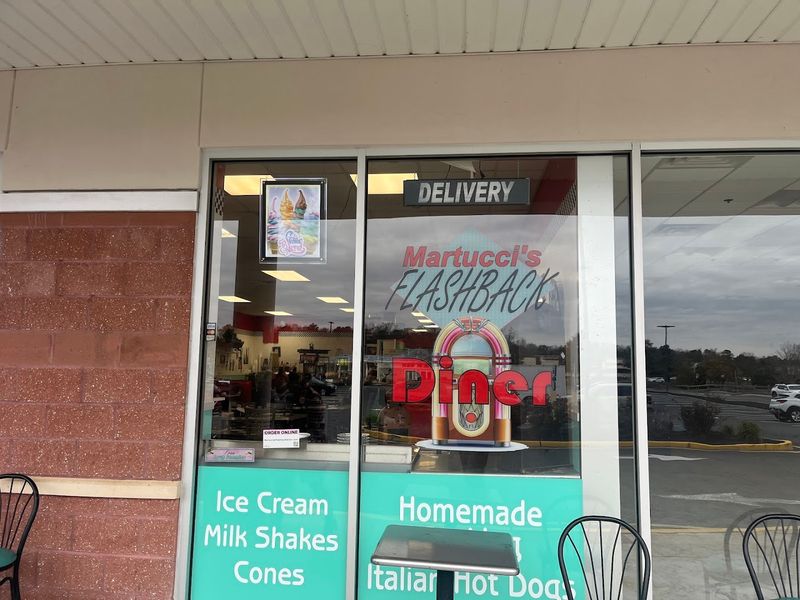 DELIVERY
Martucci's
FLASHBACK
Diner
ORDER ONLINE
Ice Cream
Milk Shakes
Cones
Homemade
Italian Hot Dogs